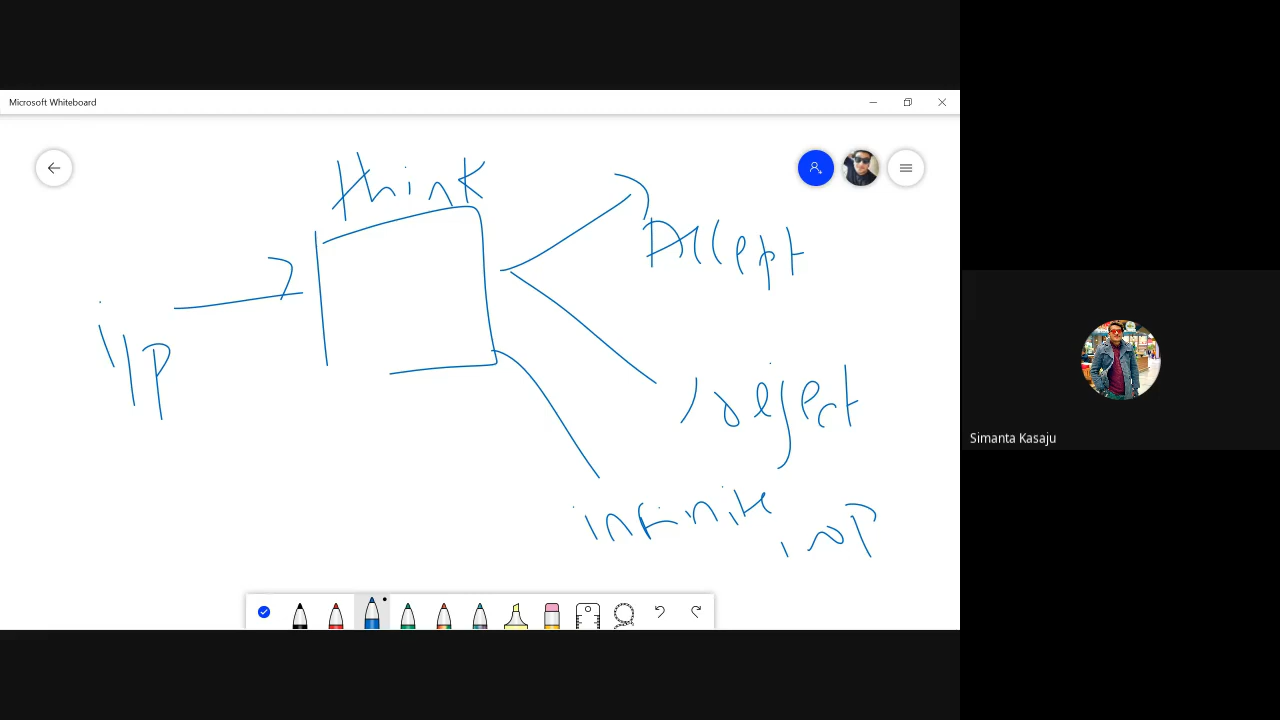 Microsoft Whiteboard
think
i/p
Accept
reject
infinite loop
Simanta Kasaju